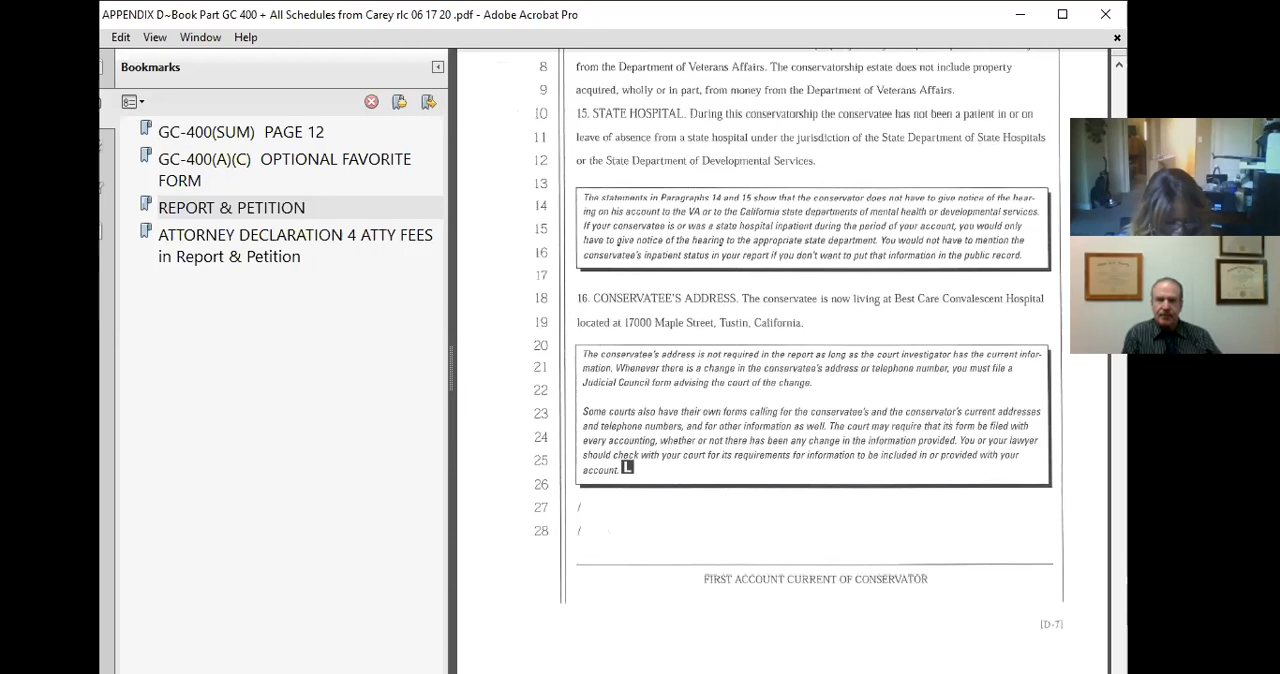 APPENDIX D~Book Part GC 400 + All Schedules from Carey rlc 06 17 20 .pdf - Adobe Acrobat Pro
Edit View Window Help
Bookmarks
GC-400(SUM) PAGE 12
GC-400(A)(C) OPTIONAL FAVORITE
FORM
REPORT & PETITION
ATTORNEY DECLARATION 4 ATTY FEES
in Report & Petition
8 from the Department of Veterans Affairs. The conservatorship estate does not include property
9 acquired, wholly or in part, from money from the Department of Veterans Affairs.
10 15. STATE HOSPITAL. During this conservatorship the conservatee has not been a patient in or on
11 leave of absence from a state hospital under the jurisdiction of the State Department of State Hospitals
12 or the State Department of Developmental Services.
13
The statements in Paragraphs 14 and 15 show that the conservator does not have to give notice of the hear-
14 ing on his account to the VA or to the California state departments of mental health or developmental services.
15 If your conservatee is or was a state hospital inpatient during the period of your account, you would only
have to give notice of the hearing to the appropriate state department. You would not have to mention the
16 conservatee's inpatient status in your report if you don't want to put that information in the public record.
17
18 16. CONSERVATEE'S ADDRESS. The conservatee is now living at Best Care Convalescent Hospital
19 located at 17000 Maple Street, Tustin, California.
20
The conservatee's address is not required in the report as long as the court investigator has the current infor-
21 mation. Whenever there is a change in the conservatee's address or telephone number, you must file a
22 Judicial Council form advising the court of the change.
23 Some courts also have their own forms calling for the conservatee's and the conservator's current addresses
and telephone numbers, and for other information as well. The court may require that its form be filed with
24 every accounting, whether or not there has been any change in the information provided. You or your lawyer
25 should check with your court for its requirements for information to be included in or provided with your
account. L
26
27 /
28 /
FIRST ACCOUNT CURRENT OF CONSERVATOR
[D-7]